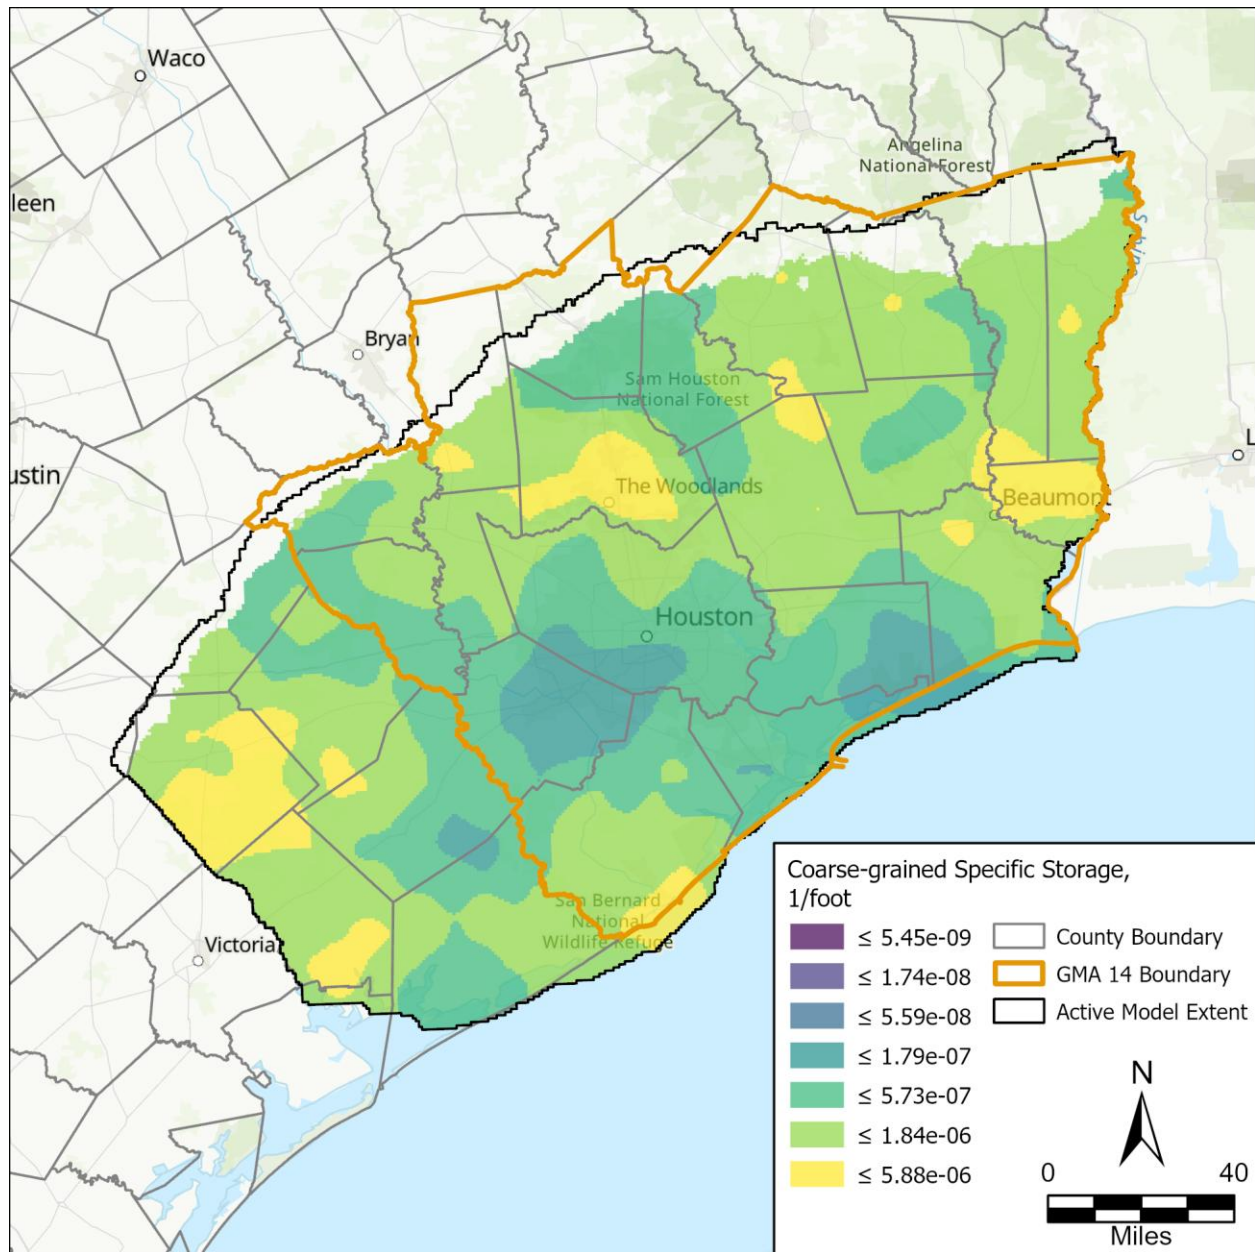 Waco
Angelina
National Forest
leen
Sabine
Bryan
Sam Houston
National Forest
ustin
L
The Woodlands
Beaumon
Houston
San Bernard
National
Wildlife Refuge
Victoria
Coarse-grained Specific Storage,
1/foot
≤ 5.45e-09
≤ 1.74e-08
≤ 5.59e-08
≤ 1.79e-07
≤ 5.73e-07
≤ 1.84e-06
≤ 5.88e-06
County Boundary
GMA 14 Boundary
Active Model Extent
N
0 40
Miles